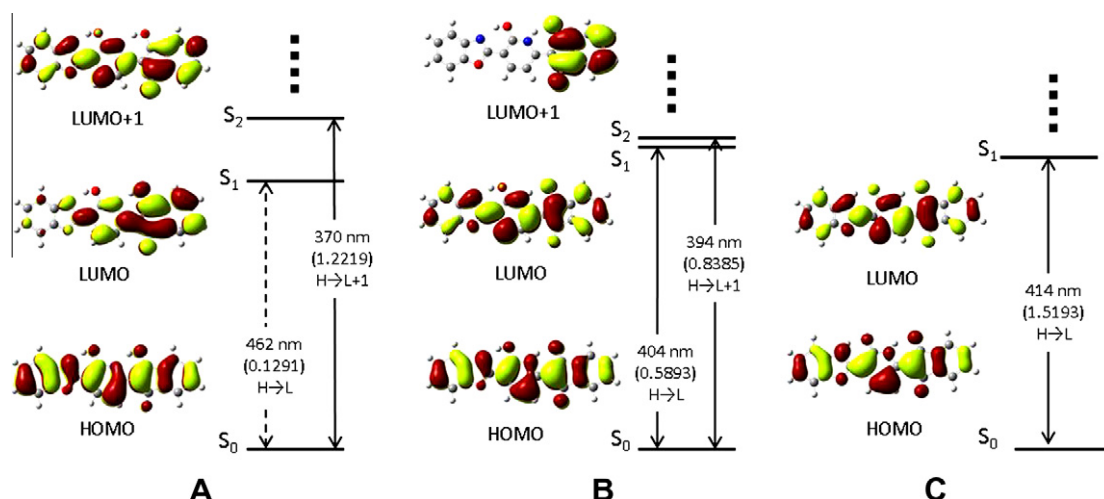 LUMO+1
S₂
S₁
370 nm
(1.2219)
H→L+1
LUMO
462 nm
(0.1291)
H→L
HOMO
S₀
A
LUMO+1
S₂
S₁
394 nm
(0.8385)
H→L+1
LUMO
404 nm
(0.5893)
H→L
HOMO
S₀
B
S₁
LUMO
414 nm
(1.5193)
H→L
HOMO
S₀
C